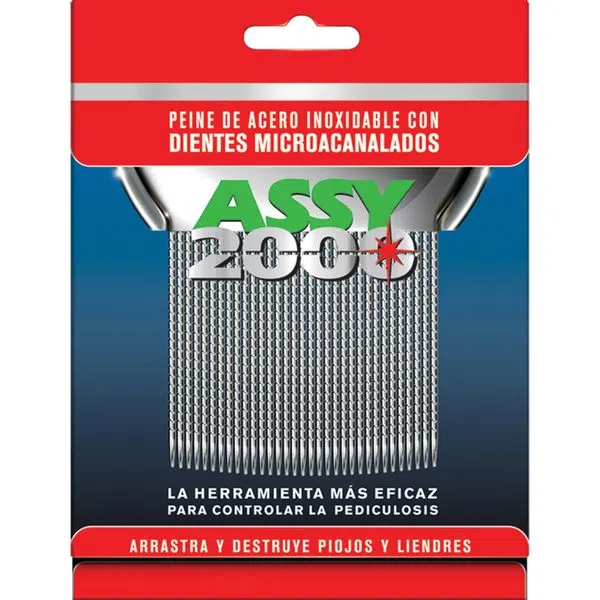 PEINE DE ACERO INOXIDABLE CON
DIENTES MICROACANALADOS
ASSY
2000
LA HERRAMIENTA MÁS EFICAZ
PARA CONTROLAR LA PEDICULOSIS
ARRASTRA Y DESTRUYE PIOJOS Y LIENDRES